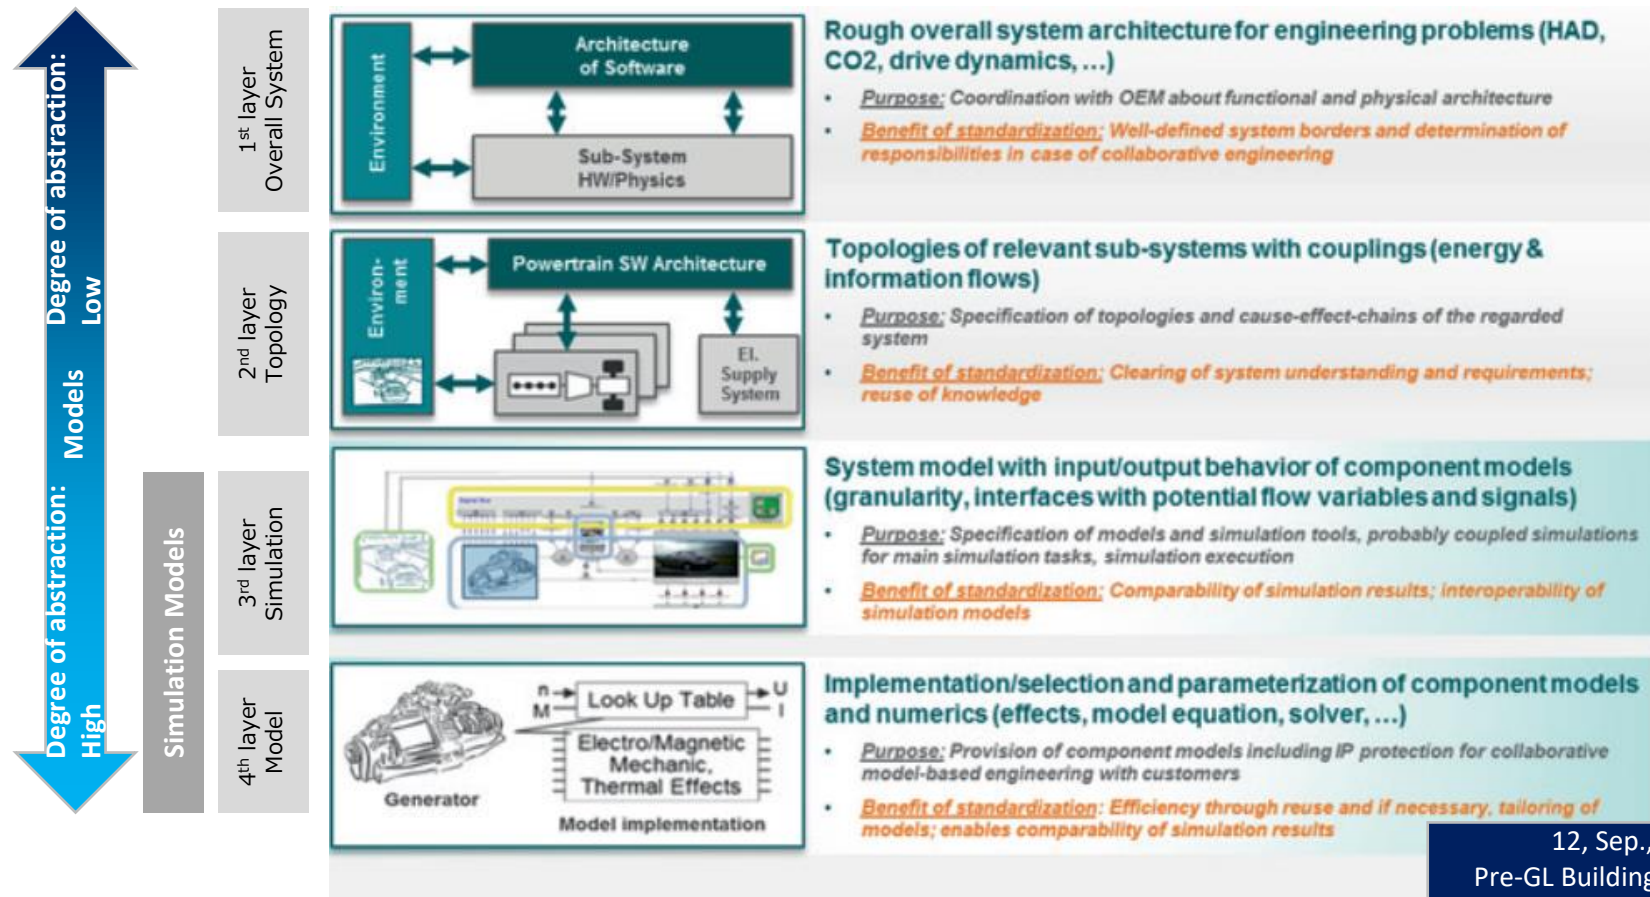 Degree of abstraction:
Low
Models
Degree of abstraction:
High
Simulation Models
1st layer
Overall System
Environment
Architecture
of Software
Sub-System
HW/Physics
Rough overall system architecture for engineering problems (HAD,
CO2, drive dynamics, ...)
• Purpose: Coordination with OEM about functional and physical architecture
• Benefit of standardization: Well-defined system borders and determination of
responsibilities in case of collaborative engineering
2nd layer
Topology
Environ-
ment
Powertrain SW Architecture
El.
Supply
System
Topologies of relevant sub-systems with couplings (energy &
information flows)
• Purpose: Specification of topologies and cause-effect-chains of the regarded
system
• Benefit of standardization: Clearing of system understanding and requirements;
reuse of knowledge
3rd layer
Simulation
System model with input/output behavior of component models
(granularity, interfaces with potential flow variables and signals)
• Purpose: Specification of models and simulation tools, probably coupled simulations
for main simulation tasks, simulation execution
• Benefit of standardization: Comparability of simulation results; interoperability of
simulation models
4th layer
Model
Generator
n
M
Look Up Table
U
I
Electro/Magnetic
Mechanic,
Thermal Effects
Model implementation
Implementation/selection and parameterization of component models
and numerics (effects, model equation, solver, ...)
• Purpose: Provision of component models including IP protection for collaborative
model-based engineering with customers
• Benefit of standardization: Efficiency through reuse and if necessary, tailoring of
models; enables comparability of simulation results
12, Sep.,
Pre-GL Building